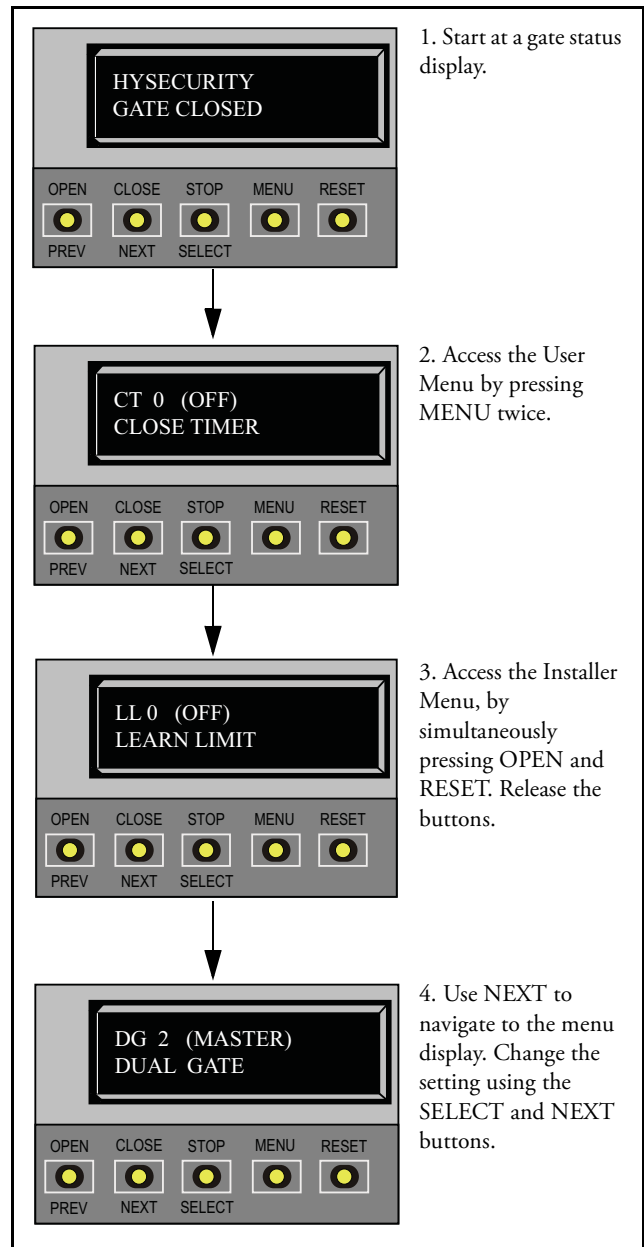 HYSECURITY
GATE CLOSED
OPEN CLOSE STOP MENU RESET
PREV NEXT SELECT
1. Start at a gate status
display.
CT 0 (OFF)
CLOSE TIMER
OPEN CLOSE STOP MENU RESET
PREV NEXT SELECT
2. Access the User
Menu by pressing
MENU twice.
LL 0 (OFF)
LEARN LIMIT
OPEN CLOSE STOP MENU RESET
PREV NEXT SELECT
3. Access the Installer
Menu, by
simultaneously
pressing OPEN and
RESET. Release the
buttons.
DG 2 (MASTER)
DUAL GATE
OPEN CLOSE STOP MENU RESET
PREV NEXT SELECT
4. Use NEXT to
navigate to the menu
display. Change the
setting using the
SELECT and NEXT
buttons.